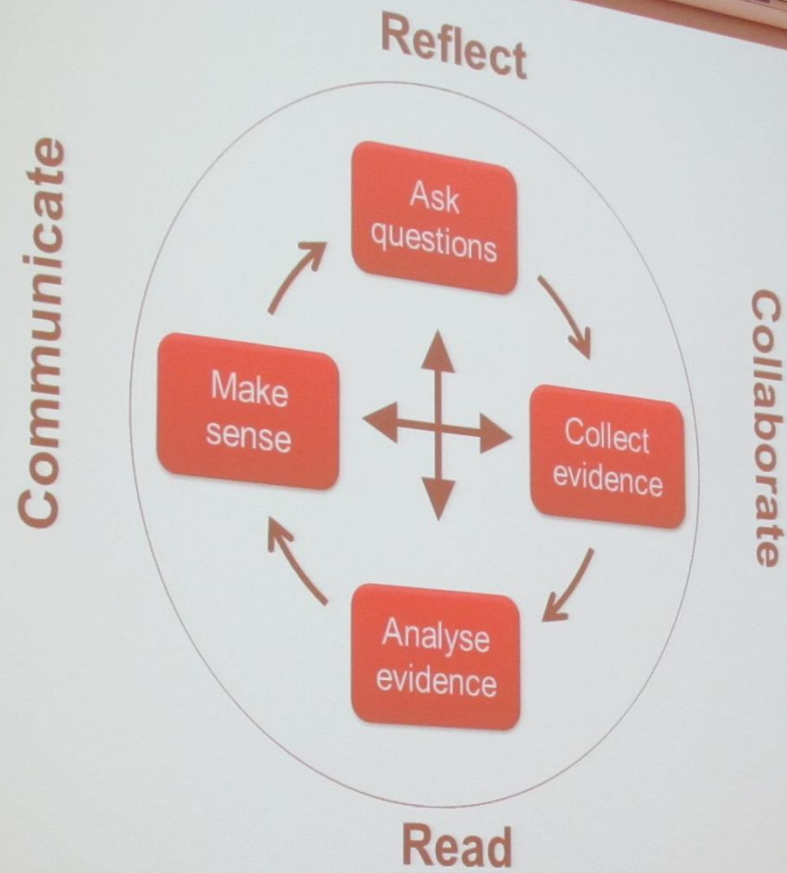 Reflect
Communicate
Ask
questions
Make
sense
Collect
evidence
Collaborate
Analyse
evidence
Read